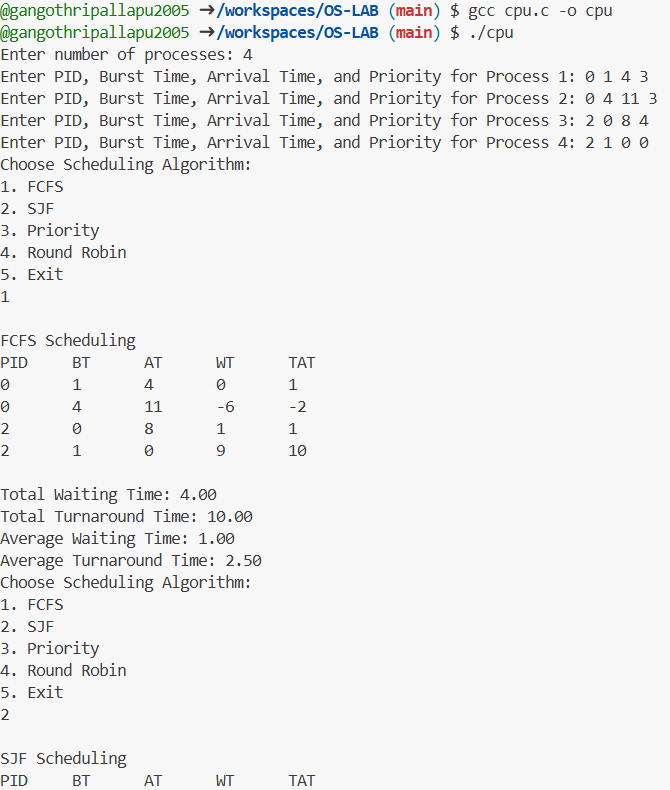 @gangothripallapu2005 ➜/workspaces/OS-LAB (main) $ gcc cpu.c -o cpu
@gangothripallapu2005 ➜/workspaces/OS-LAB (main) $ ./cpu
Enter number of processes: 4
Enter PID, Burst Time, Arrival Time, and Priority for Process 1: 0 1 4 3
Enter PID, Burst Time, Arrival Time, and Priority for Process 2: 0 4 11 3
Enter PID, Burst Time, Arrival Time, and Priority for Process 3: 2 0 8 4
Enter PID, Burst Time, Arrival Time, and Priority for Process 4: 2 1 0 0
Choose Scheduling Algorithm:
1. FCFS
2. SJF
3. Priority
4. Round Robin
5. Exit
1
FCFS Scheduling
PID BT AT WT TAT
0 1 4 0 1
0 4 11 -6 -2
2 0 8 1 1
2 1 0 9 10
Total Waiting Time: 4.00
Total Turnaround Time: 10.00
Average Waiting Time: 1.00
Average Turnaround Time: 2.50
Choose Scheduling Algorithm:
1. FCFS
2. SJF
3. Priority
4. Round Robin
5. Exit
2
SJF Scheduling
PID BT AT WT TAT